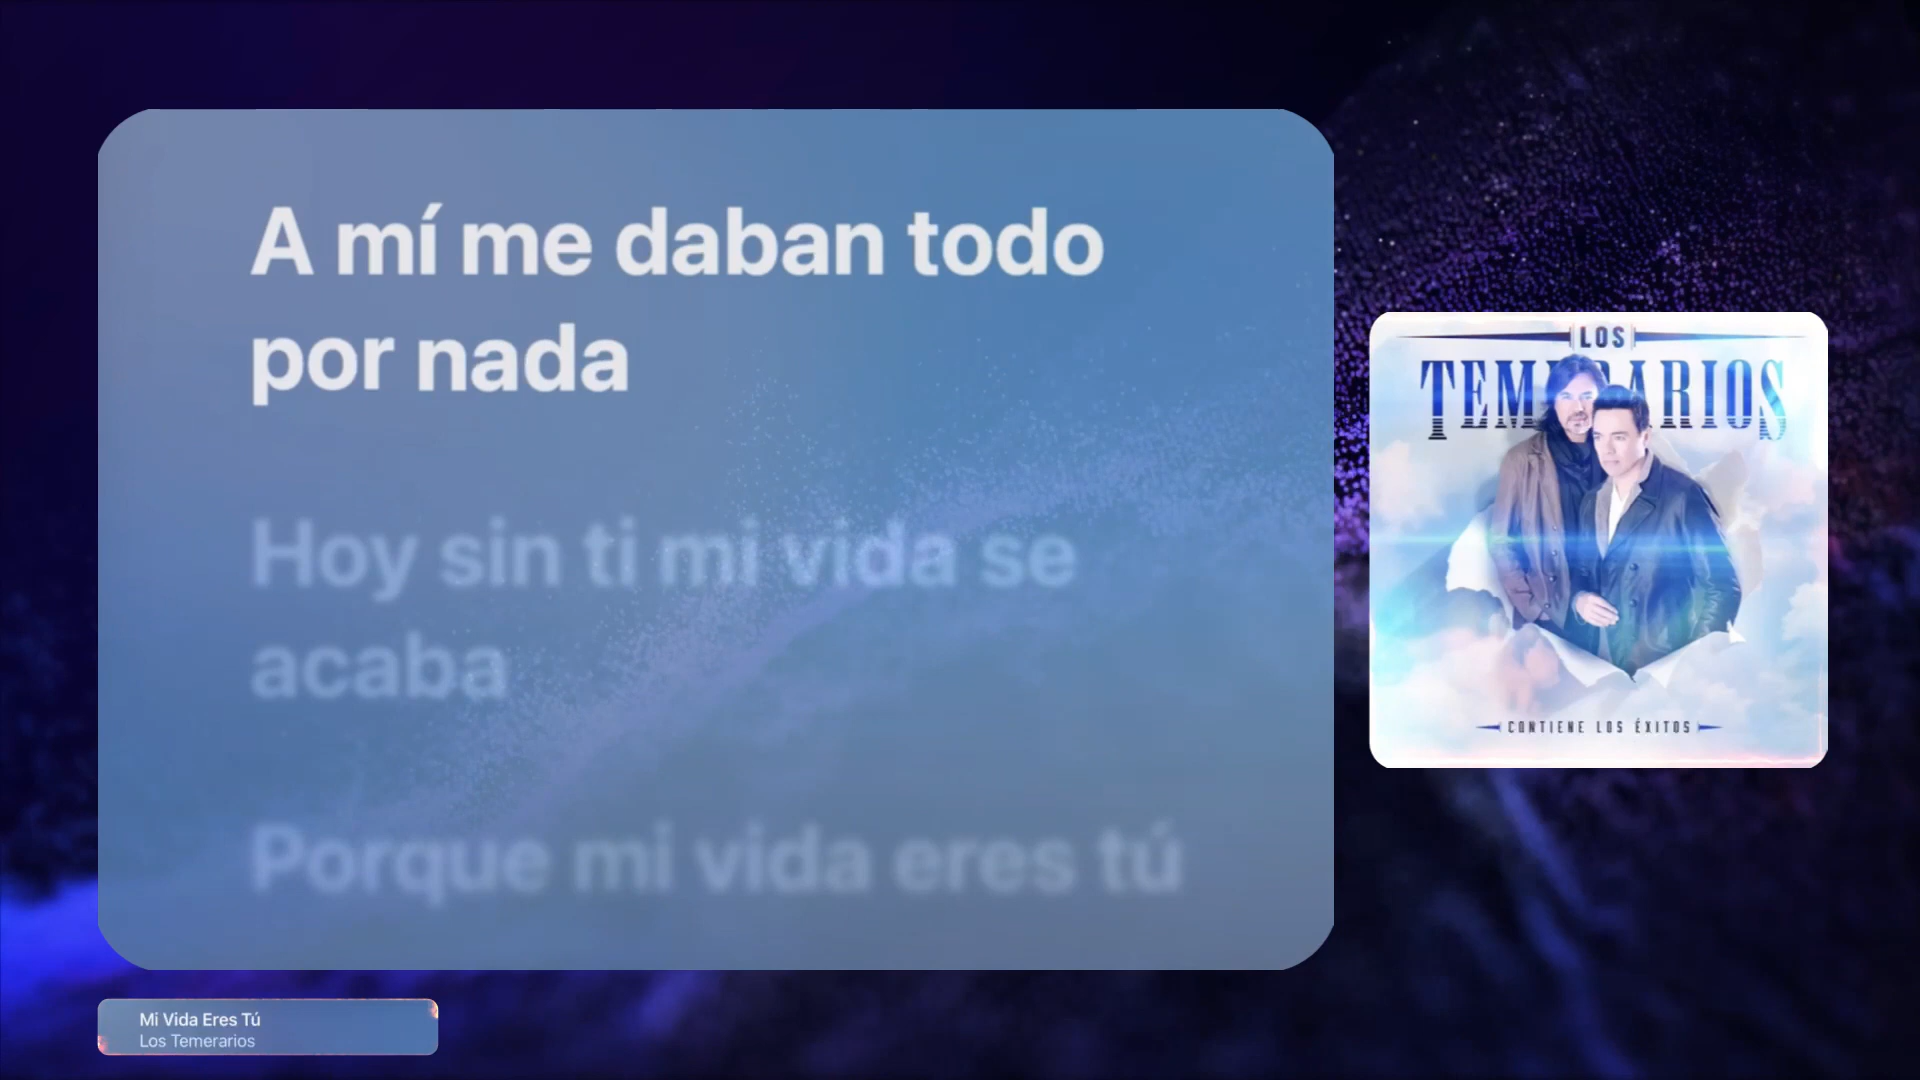 A mí me daban todo
por nada
Hoy sin ti mi vida se
acaba
Porque mi vida eres tú
LOS
TEMERARIOS
CONTIENE LOS ÉXITOS
Mi Vida Eres Tú
Los Temerarios